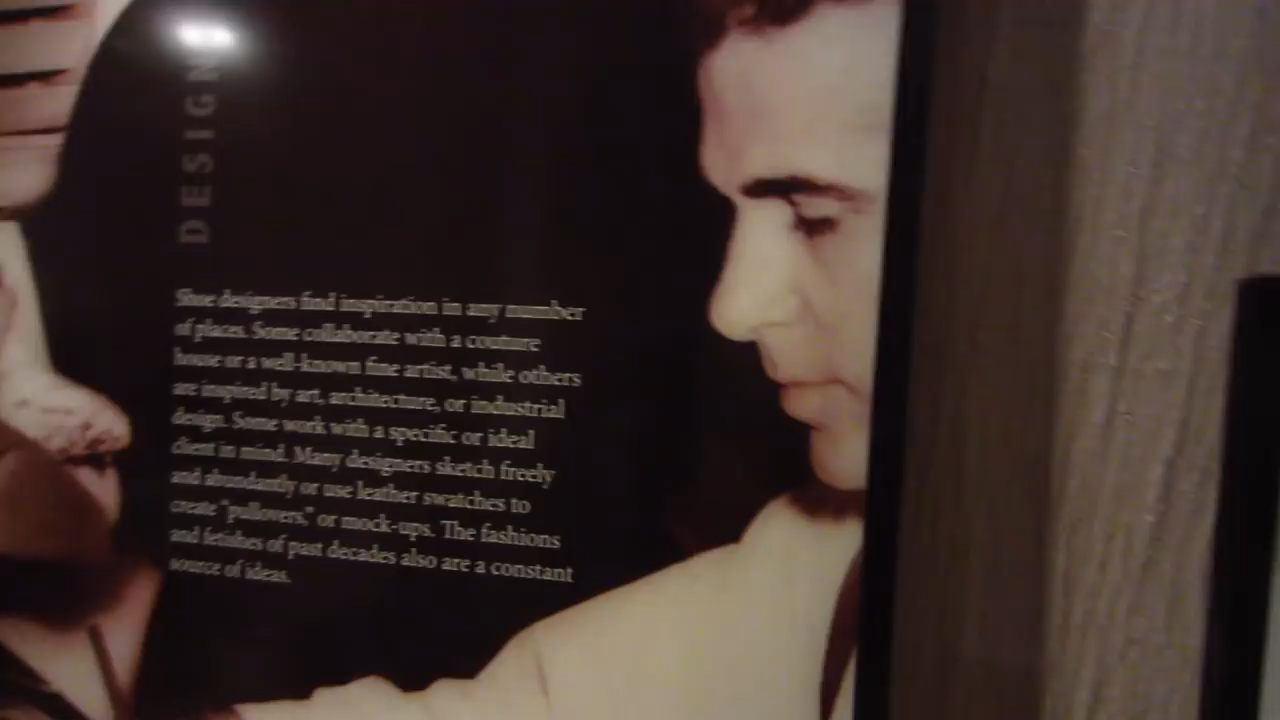 DESIGN
Shoe designers find inspiration in any number
of places. Some collaborate with a couture
house or a well-known fine artist, while others
are inspired by art, architecture, or industrial
design. Some work with a specific or ideal
client in mind. Many designers sketch freely
and abundantly or use leather swatches to
create "pullovers," or mock-ups. The fashions
and fetishes of past decades also are a constant
source of ideas.